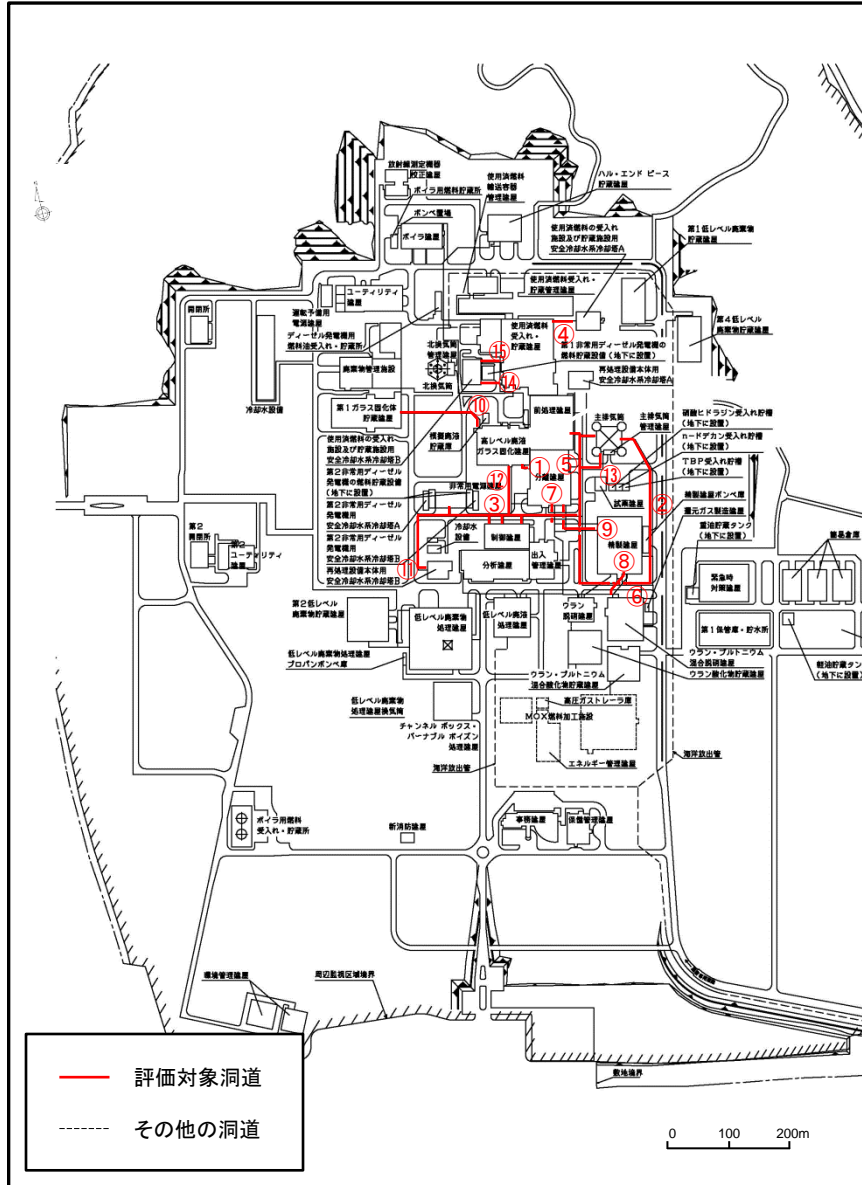 放射線測定機器
校正建屋
ボイラ用燃料貯蔵所
ボンベ置場
ボイラ建屋
使用済燃料
輸送容器
管理建屋
ハル・エンド ピース
貯蔵建屋
使用済燃料の受入れ
施設及び貯蔵施設用
安全冷却水系冷却塔A
第1低レベル廃棄物
貯蔵建屋
使用済燃料受入れ・
貯蔵管理建屋
ユーティリティ
建屋
開閉所
運転予備用
電源建屋
ディーゼル発電機用
燃料油受入れ・貯蔵所
冷却水設備
廃棄物管理施設
北換気筒
管理建屋
北換気筒
使用済燃料
受入れ・
貯蔵建屋
④
第1非常用ディーゼル発電機の
燃料貯蔵設備(地下に設置)
第4低レベル
廃棄物貯蔵建屋
⑮
⑭
再処理設備本体用
安全冷却水系冷却塔A
第1ガラス固化体
貯蔵建屋
⑩
模擬廃液
貯蔵庫
前処理建屋
主排気筒
主排気筒
管理建屋
硝酸ヒドラジン受入れ貯槽
(地下に設置)
n-ドデカン受入れ貯槽
(地下に設置)
TBP受入れ貯槽
(地下に設置)
使用済燃料の受入れ
施設及び貯蔵施設用
安全冷却水系冷却塔B
高レベル廃液
ガラス固化建屋
①
分離建屋
⑤
⑬
試薬建屋
②
精製建屋ボンベ庫
還元ガス製造建屋
重油貯蔵タンク
(地下に設置)
簡易倉庫
第2非常用ディーゼル
発電機の燃料貯蔵設備
(地下に設置)
非常用電源建屋
⑫
⑦
③
⑨
第2非常用ディーゼル
発電機用
安全冷却水系冷却塔A
第2非常用ディーゼル
発電機用
安全冷却水系冷却塔B
再処理設備本体用
安全冷却水系冷却塔B
冷却水
設備
制御建屋
精製建屋
⑧
⑪
分析建屋
出入
管理建屋
⑥
緊急時
対策建屋
第2
開閉所
第2
ユーティリティ
建屋
第2低レベル
廃棄物貯蔵建屋
低レベル廃棄物
処理建屋
低レベル廃液
処理建屋
ウラン
脱硝建屋
第1保管庫・貯水所
低レベル廃棄物処理建屋
プロパンボンベ庫
ウラン・プルトニウム
混合脱硝建屋
ウラン酸化物貯蔵建屋
軽油貯蔵タン
(地下に設置)
ウラン・プルトニウム
混合酸化物貯蔵建屋
低レベル廃棄物
処理建屋換気筒
チャンネル ボックス・
バーナブル ポイズン
処理建屋
高圧ガストレーラ庫
MOX燃料加工施設
海洋放出管
エネルギー管理建屋
海洋放出管
ボイラ用燃料
受入れ・貯蔵所
新消防建屋
事務建屋
保健管理建屋
環境管理建屋
周辺監視区域境界
敷地境界
評価対象洞道
その他の洞道
0 100 200m